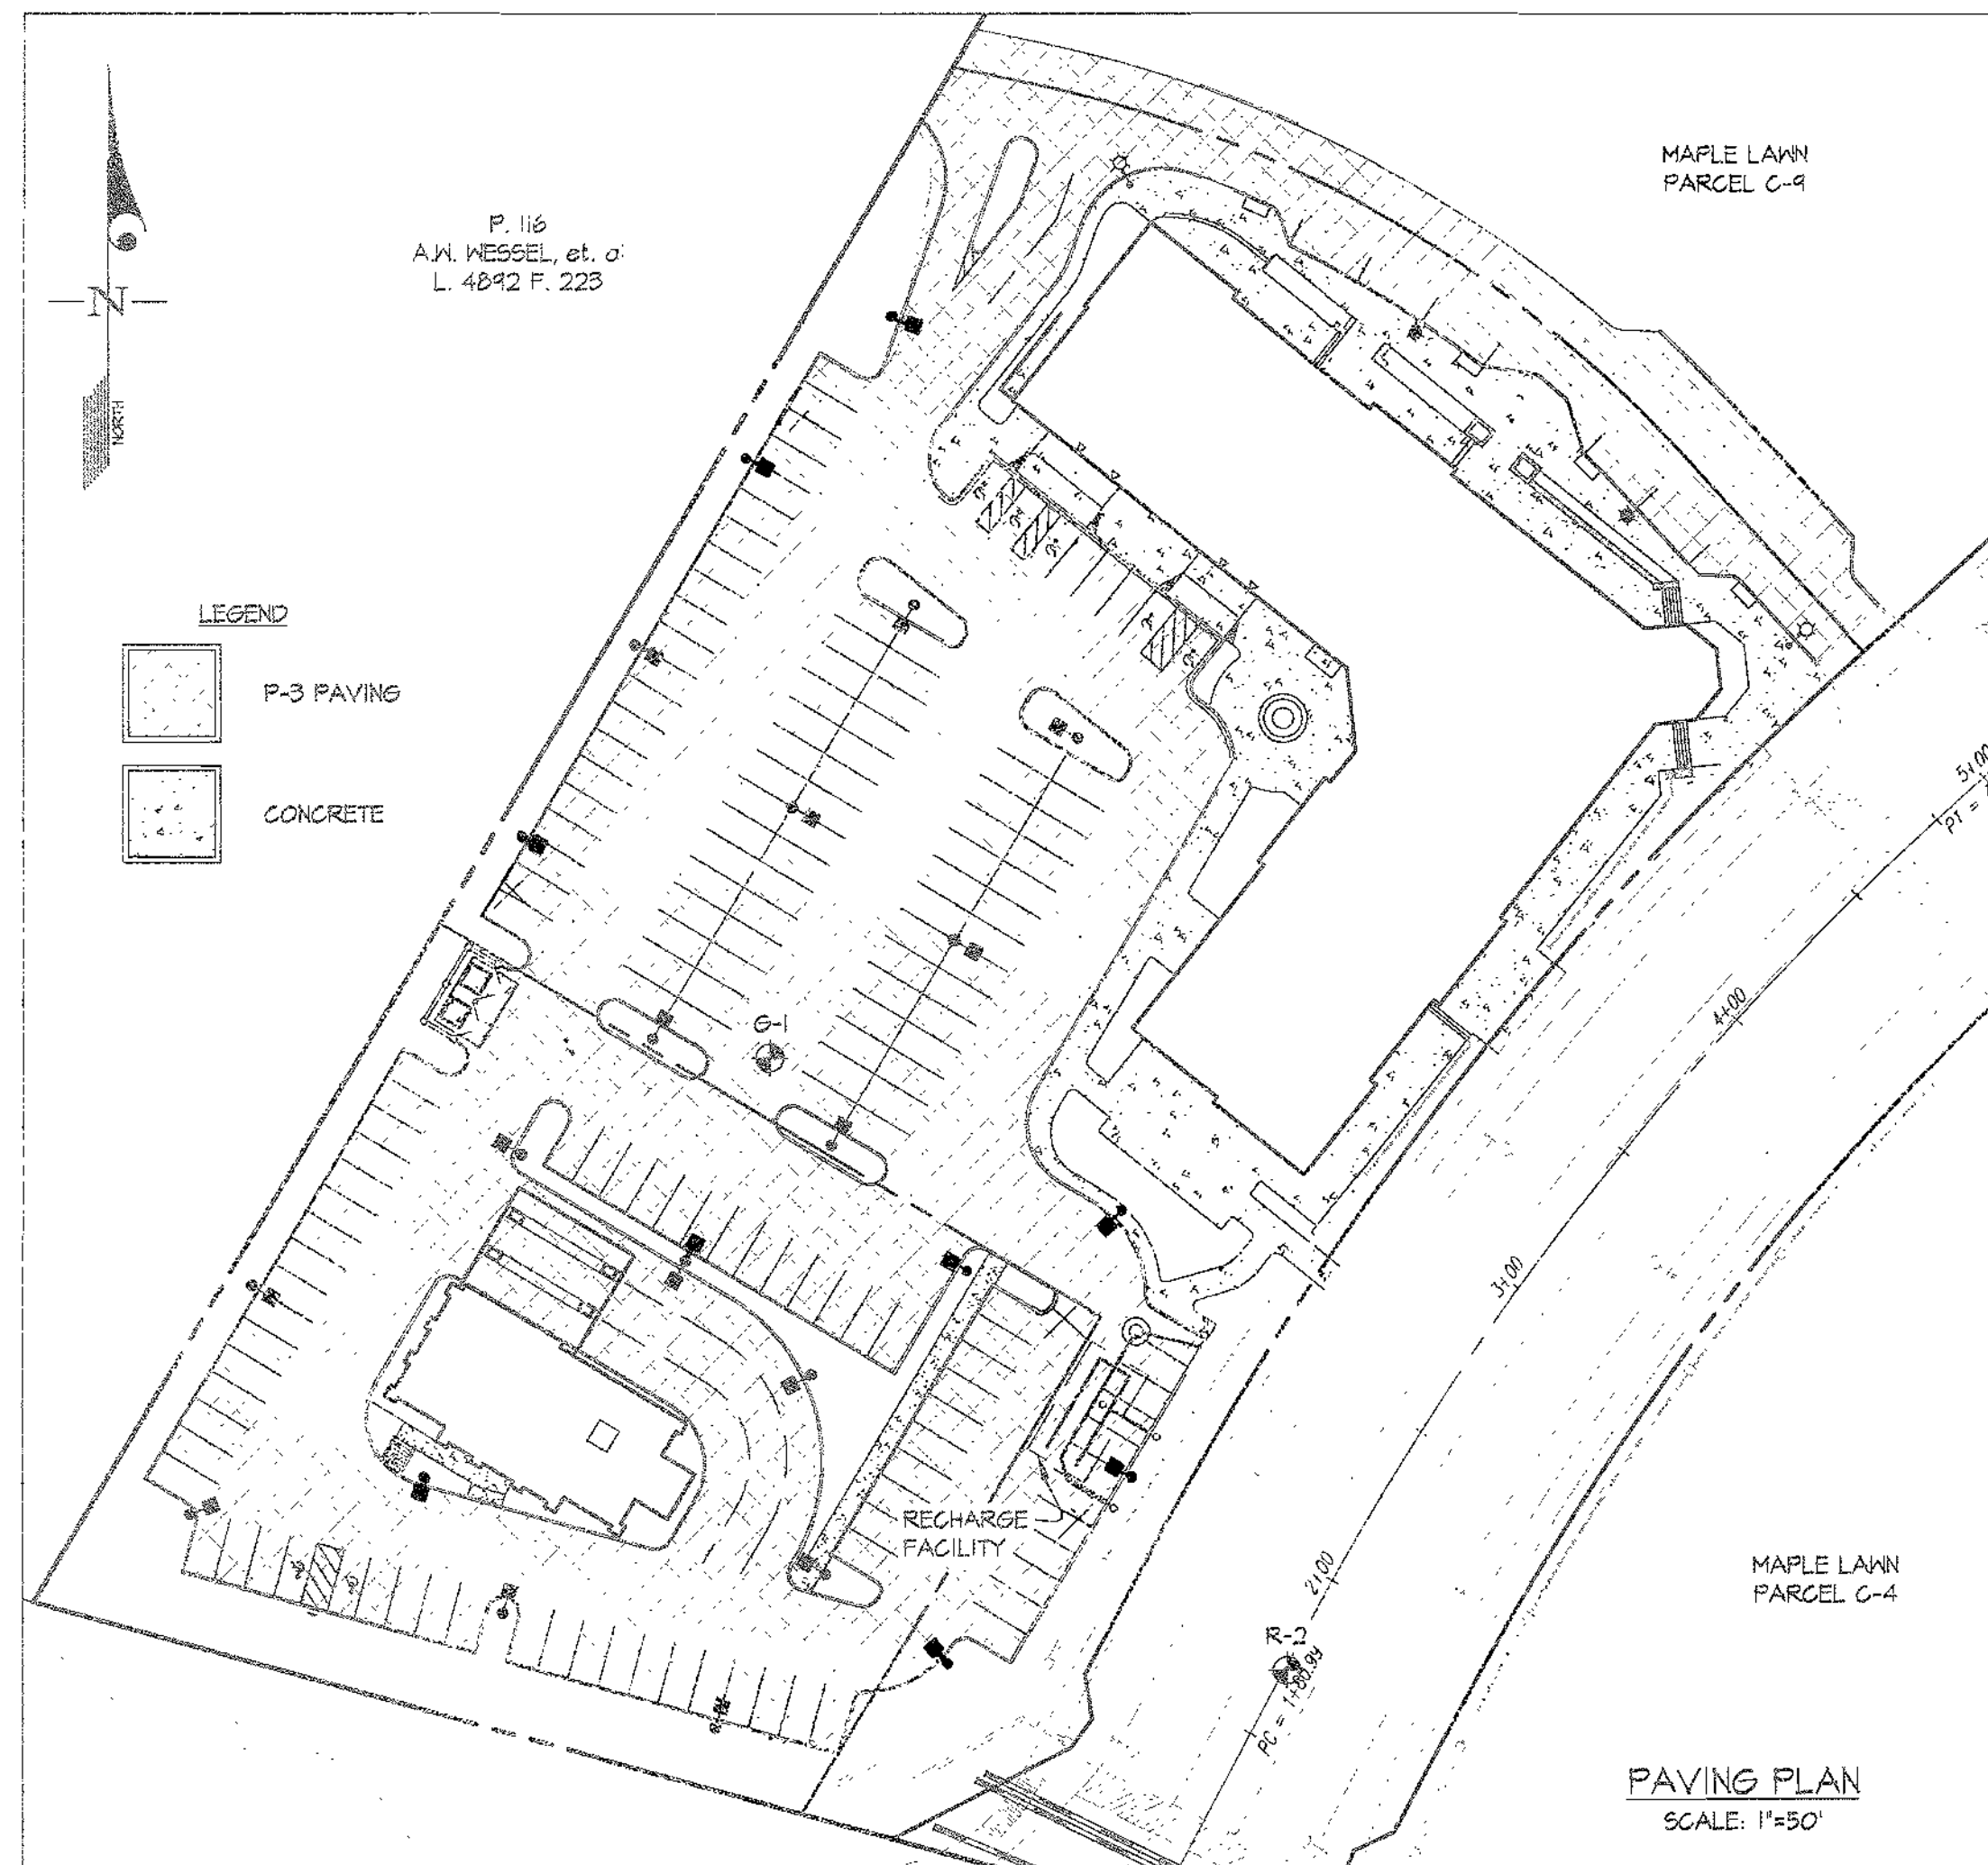 MAPLE LAWN
PARCEL C-9
P. 116
A.W. WESSEL, et. a
L. 4892 F. 223
N
NORTH
LEGEND
P-3 PAVING
CONCRETE
G-1
5+00
PT =
4+00
3+00
2+00
RECHARGE
FACILITY
R-2
PC = 1+80.99
MAPLE LAWN
PARCEL C-4
PAVING PLAN
SCALE: 1"=50'